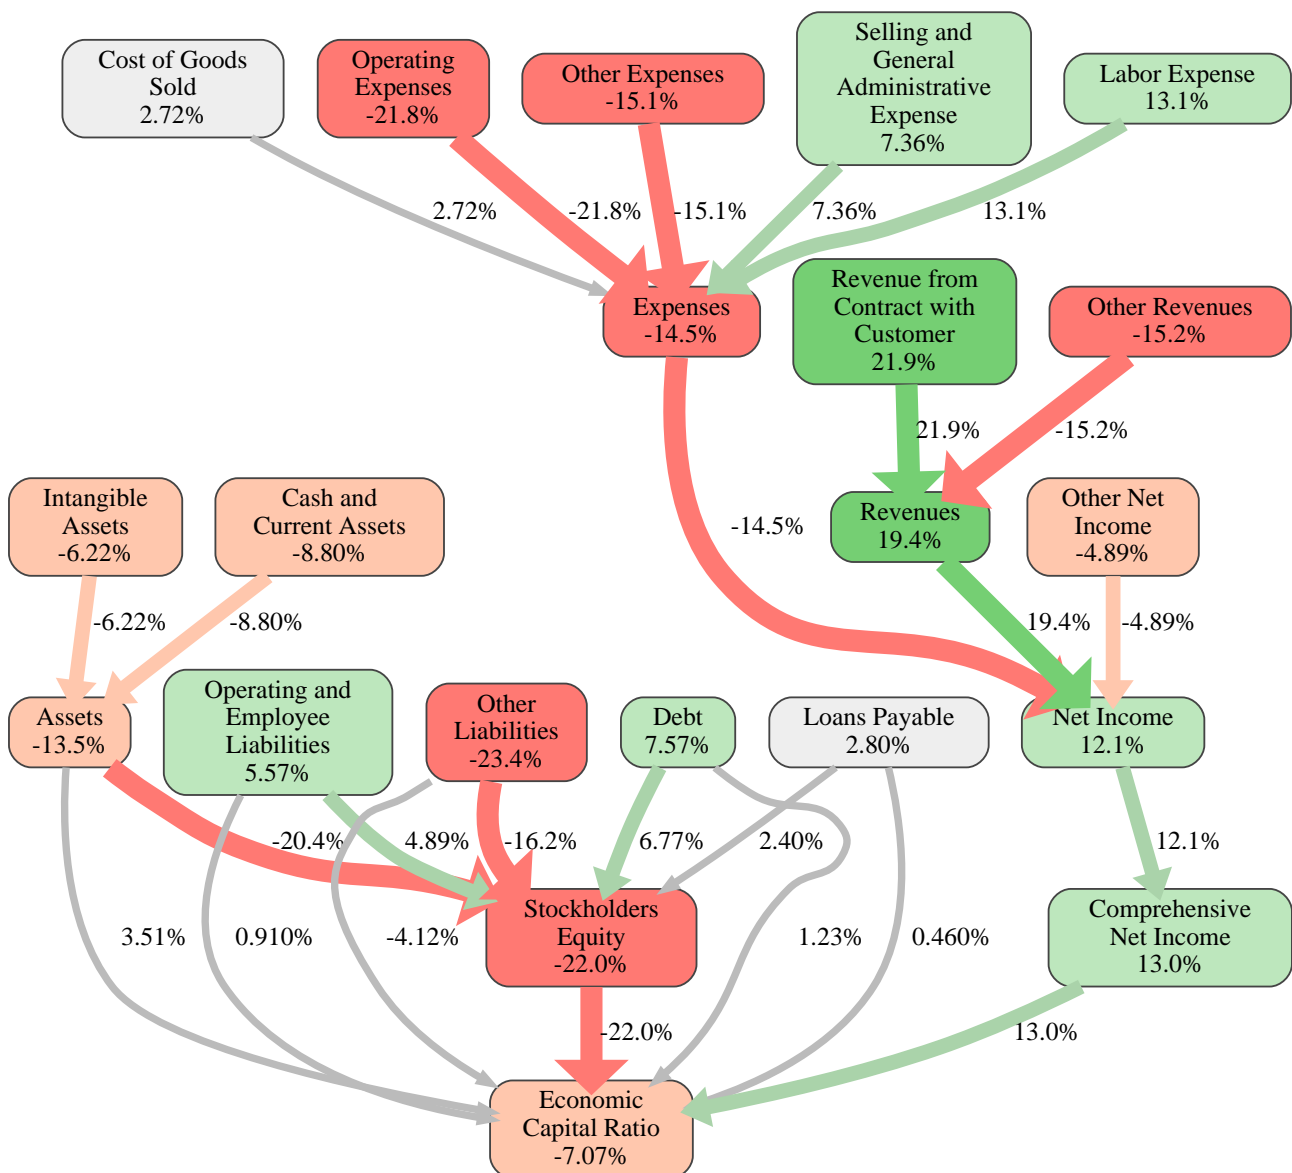 Cost of Goods
Sold
2.72%
Operating
Expenses
-21.8%
Other Expenses
-15.1%
Selling and
General
Administrative
Expense
7.36%
Labor Expense
13.1%
2.72%
-21.8%
-15.1%
7.36%
13.1%
Expenses
-14.5%
Revenue from
Contract with
Customer
21.9%
Other Revenues
-15.2%
21.9%
-15.2%
Intangible
Assets
-6.22%
Cash and
Current Assets
-8.80%
-14.5%
Revenues
19.4%
Other Net
Income
-4.89%
-6.22%
-8.80%
19.4%
-4.89%
Assets
-13.5%
Operating and
Employee
Liabilities
5.57%
Other
Liabilities
-23.4%
Debt
7.57%
Loans Payable
2.80%
Net Income
12.1%
-20.4%
4.89%
-16.2%
6.77%
2.40%
12.1%
3.51%
0.910%
-4.12%
Stockholders
Equity
-22.0%
1.23%
0.460%
Comprehensive
Net Income
13.0%
-22.0%
13.0%
Economic
Capital Ratio
-7.07%